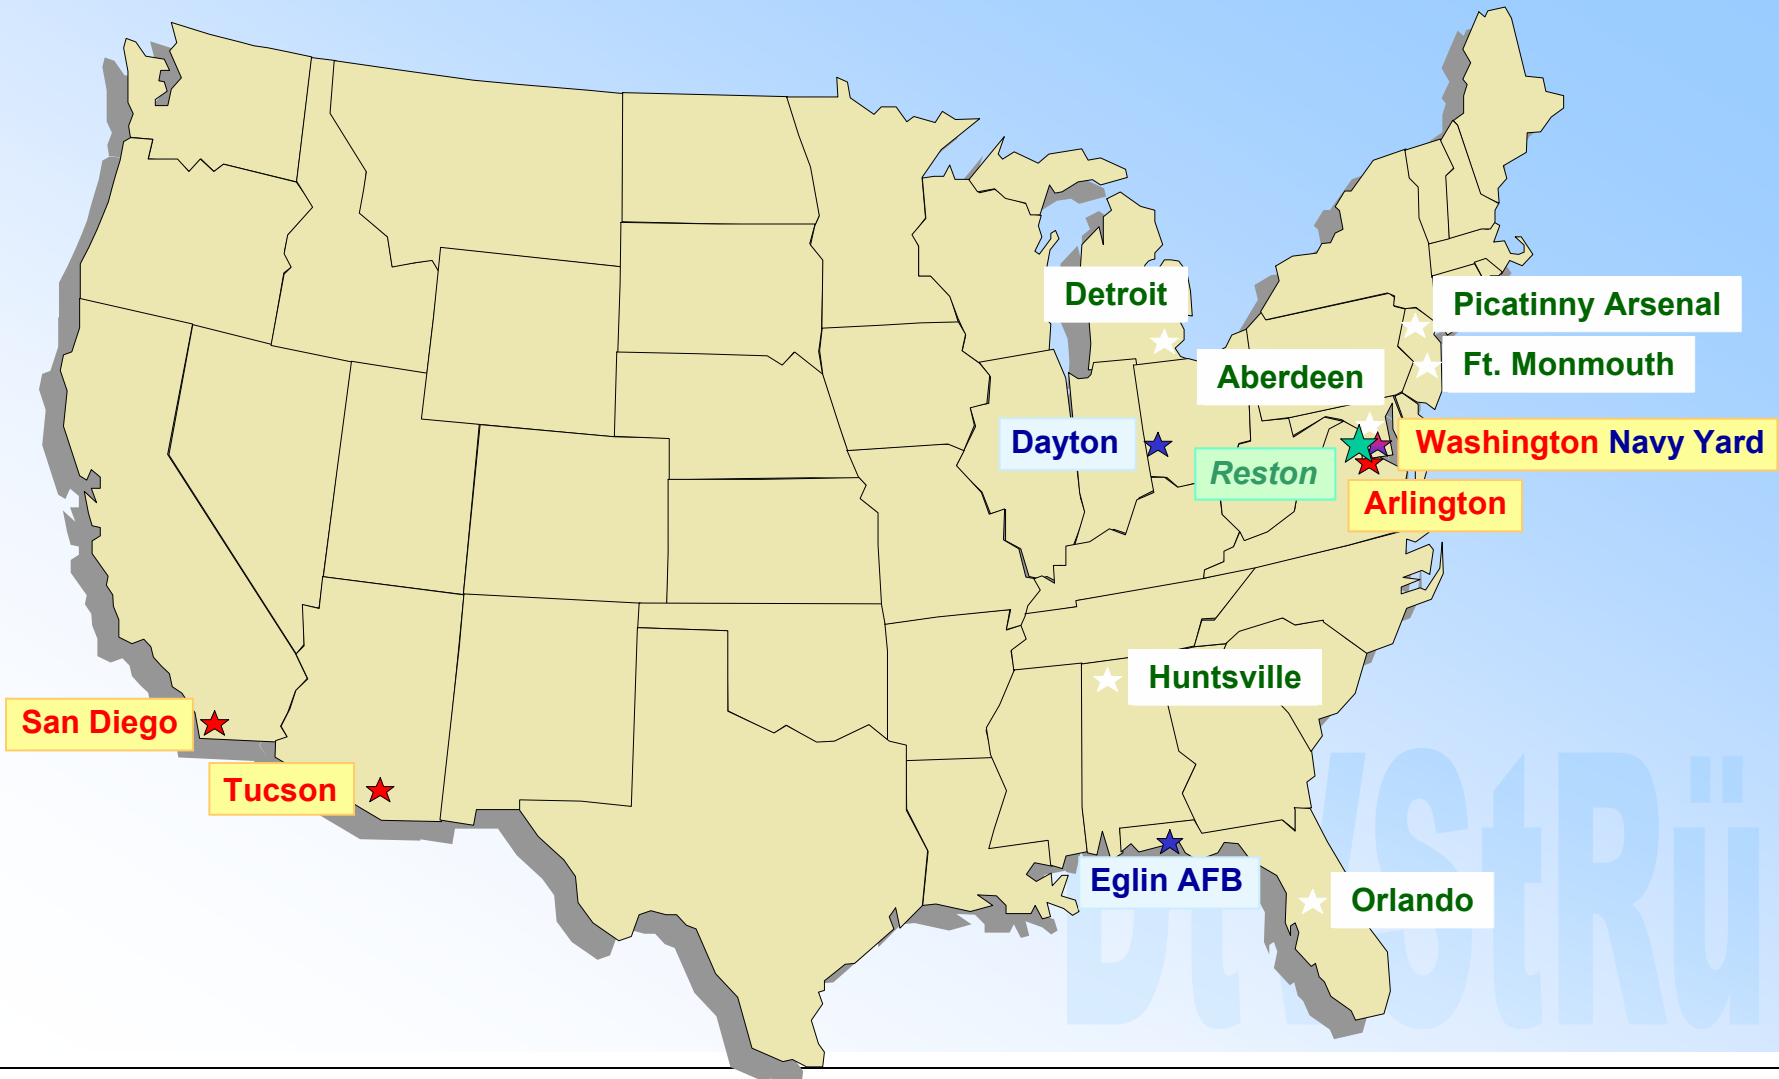 Detroit
Picatinny Arsenal
Ft. Monmouth
Aberdeen
Dayton
Washington Navy Yard
Reston
Arlington
Huntsville
San Diego
Tucson
Eglin AFB
Orlando
DtVStRü